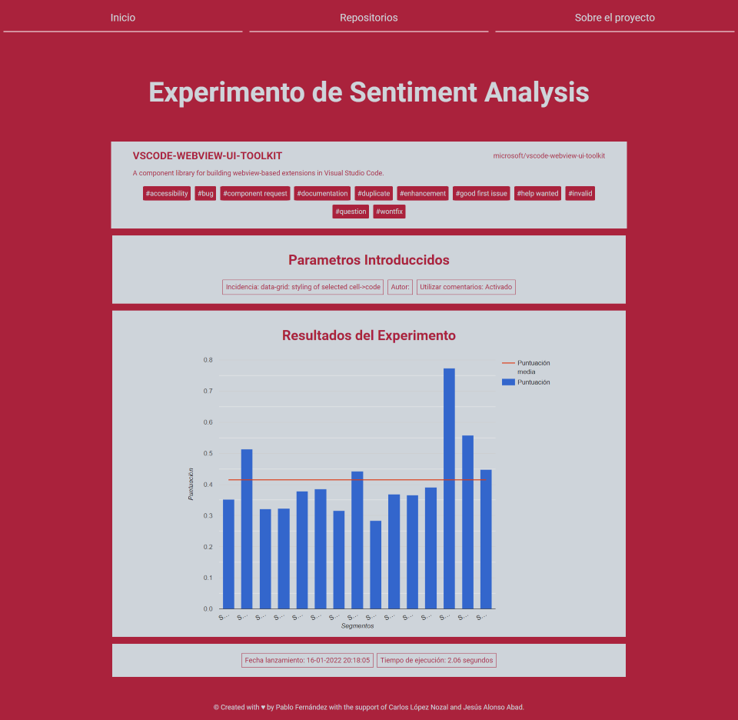 Inicio
Repositorios
Sobre el proyecto
Experimento de Sentiment Analysis
VSCODE-WEBVIEW-UI-TOOLKIT
microsoft/vscode-webview-ui-toolkit
A component library for building webview-based extensions in Visual Studio Code.
#accessibility #bug #component request #documentation #duplicate #enhancement #good first issue #help wanted #invalid
#question #wontfix
Parametros Introduccidos
Incidencia: data-grid: styling of selected cell->code Autor: Utilizar comentarios: Activado
Resultados del Experimento
Puntuación
media
Puntuación
0.8
0.7
0.6
0.5
0.4
0.3
0.2
0.1
0.0
Puntuación
S… S… S… S… S… S… S… S… S… S… S… S… S… S… S…
Segmentos
Fecha lanzamiento: 16-01-2022 20:18:05 Tiempo de ejecución: 2.06 segundos
© Created with ♥ by Pablo Fernández with the support of Carlos López Nozal and Jesús Alonso Abad.